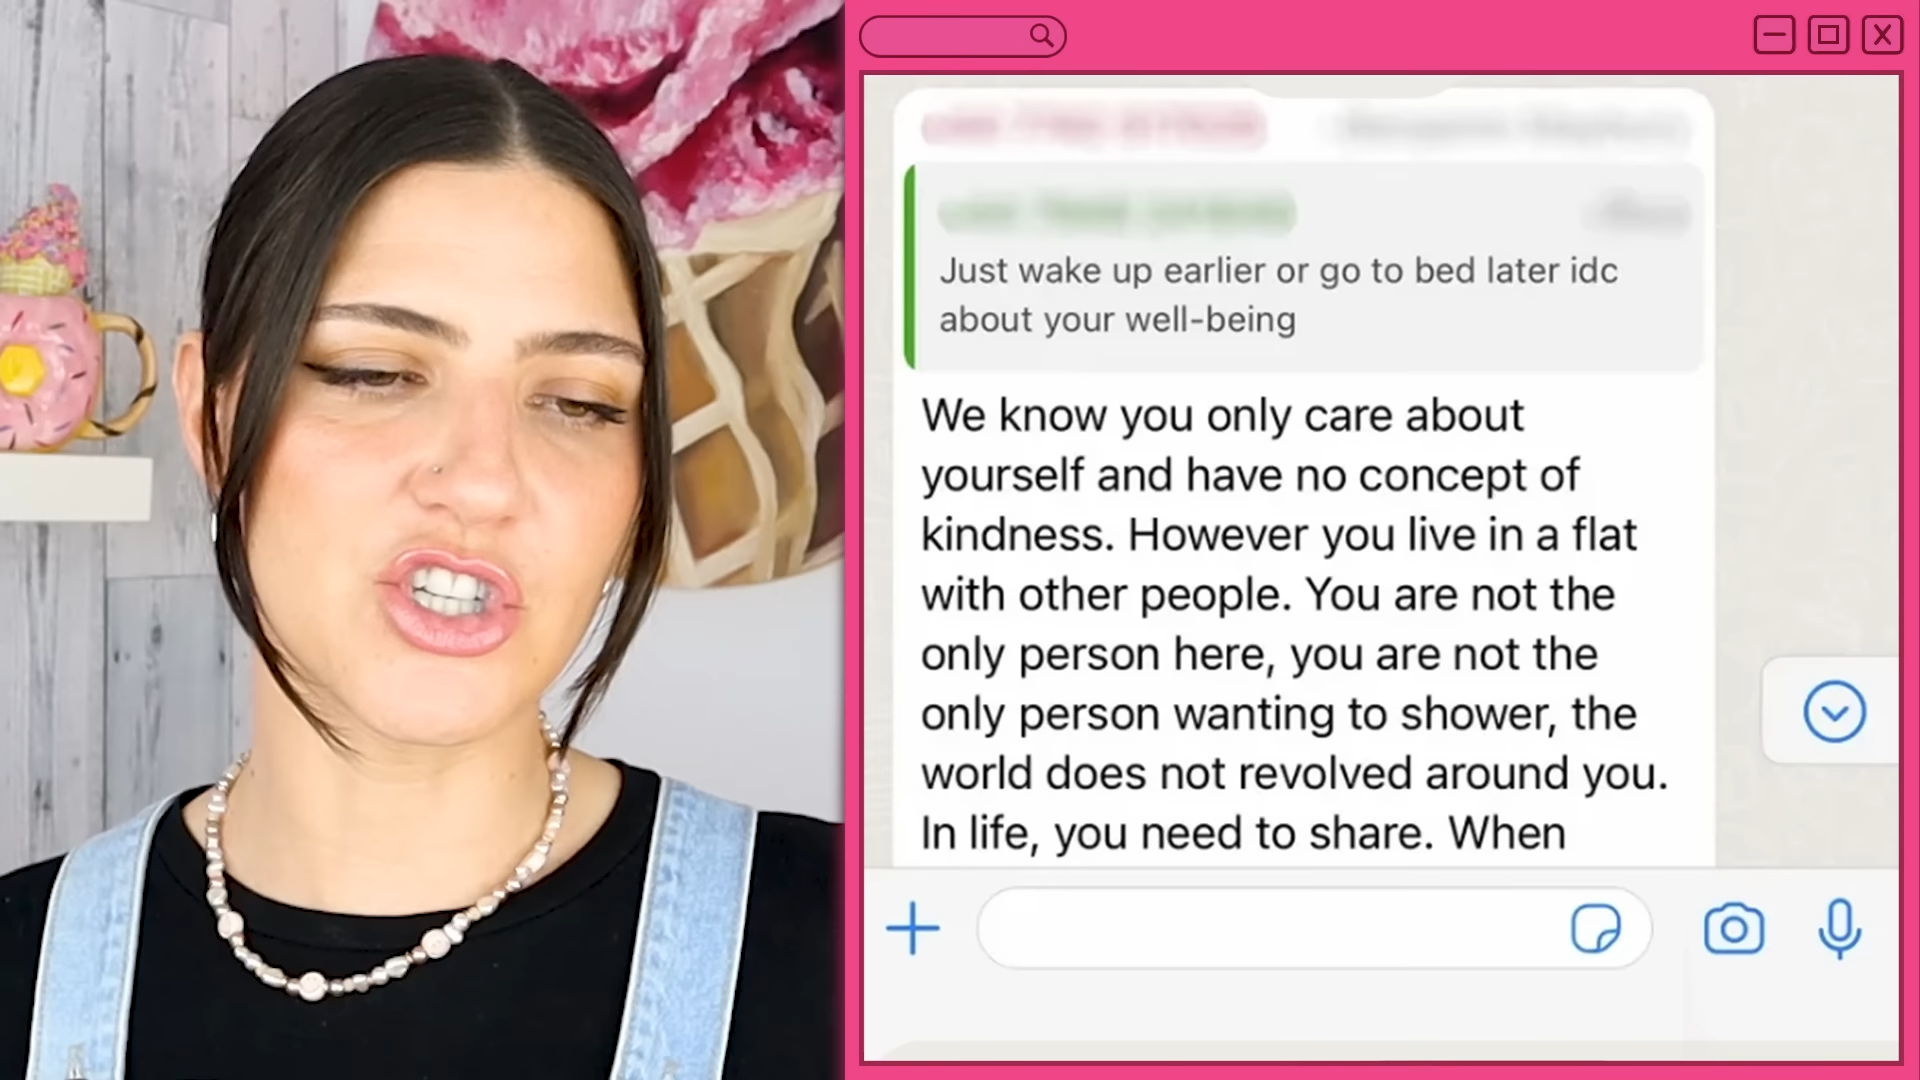 Just wake up earlier or go to bed later idc
about your well-being
We know you only care about
yourself and have no concept of
kindness. However you live in a flat
with other people. You are not the
only person here, you are not the
only person wanting to shower, the
world does not revolved around you.
In life, you need to share. When